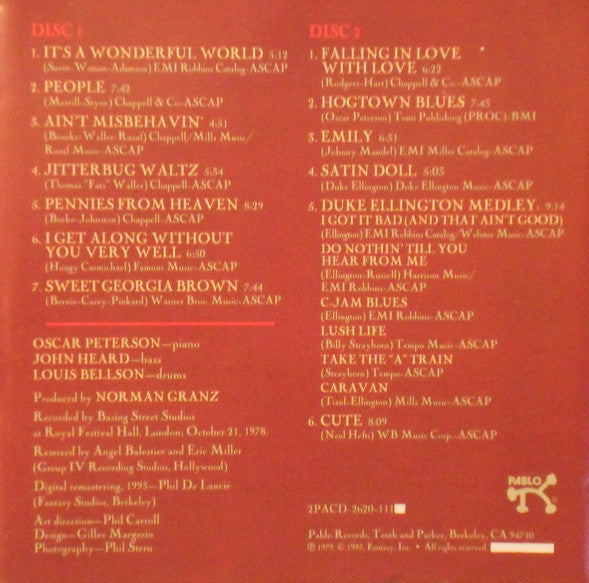 DISC 1
1. IT'S A WONDERFUL WORLD 5:12
(Savitt-Watson-Adamson) EMI Robbins Catalog-ASCAP
2. PEOPLE 7:42
(Merrill-Styne) Chappell & Co-ASCAP
3. AIN'T MISBEHAVIN' 4:51
(Brooks-Waller-Razaf) Chappell/Mills Music/
Razaf Music-ASCAP
4. JITTERBUG WALTZ 5:34
(Thomas "Fats" Waller) Chappell-ASCAP
5. PENNIES FROM HEAVEN 8:29
(Burke-Johnston) Chappell-ASCAP
6. I GET ALONG WITHOUT
YOU VERY WELL 6:50
(Hoagy Carmichael) Famous Music-ASCAP
7. SWEET GEORGIA BROWN 7:44
(Bernie-Casey-Pinkard) Warner Bros. Music-ASCAP
OSCAR PETERSON—piano
JOHN HEARD—bass
LOUIS BELLSON—drums
Produced by NORMAN GRANZ
Recorded by Basing Street Studios
at Royal Festival Hall, London; October 21, 1978.
Remixed by Angel Balestier and Eric Miller
(Group IV Recording Studios, Hollywood)
Digital remastering, 1993—Phil De Lancie
(Fantasy Studios, Berkeley)
Art direction—Phil Carroll
Design—Gilles Margerin
Photography—Phil Stern
DISC 2
1. FALLING IN LOVE
WITH LOVE 6:22
(Rodgers-Hart) Chappell & Co.-ASCAP
2. HOGTOWN BLUES 7:43
(Oscar Peterson) Tomi Publishing (PROC)-BMI
3. EMILY 6:31
(Johnny Mandel) EMI Miller Catalog-ASCAP
4. SATIN DOLL 5:03
(Duke Ellington) Duke Ellington Music-ASCAP
5. DUKE ELLINGTON MEDLEY: 9:14
I GOT IT BAD (AND THAT AIN'T GOOD)
(Ellington) EMI Robbins Catalog/Webster Music-ASCAP
DO NOTHIN' TILL YOU
HEAR FROM ME
(Ellington-Russell) Harrison Music/
EMI Robbins-ASCAP
C-JAM BLUES
(Ellington) EMI Robbins-ASCAP
LUSH LIFE
(Billy Strayhorn) Tempo Music-ASCAP
TAKE THE "A" TRAIN
(Strayhorn) Tempo-ASCAP
CARAVAN
(Tizol-Ellington) Mills Music-ASCAP
6. CUTE 8:09
(Neal Hefti) WB Music Corp.-ASCAP
PABLO
2PACD-2620-111
Pablo Records, Tenth and Parker, Berkeley, CA 94710
℗ 1979, © 1993, Fantasy, Inc. • All rights reserved.